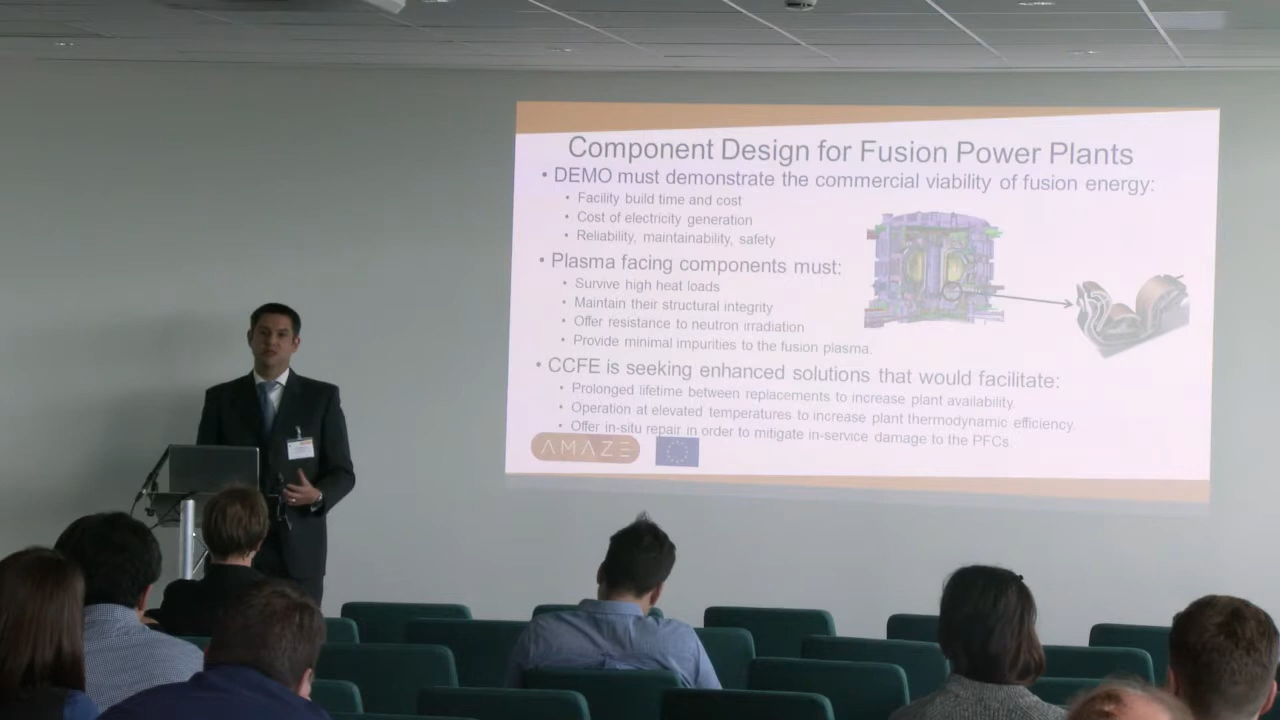 Component Design for Fusion Power Plants
• DEMO must demonstrate the commercial viability of fusion energy:
• Facility build time and cost
• Cost of electricity generation
• Reliability, maintainability, safety
• Plasma facing components must:
• Survive high heat loads
• Maintain their structural integrity
• Offer resistance to neutron irradiation
• Provide minimal impurities to the fusion plasma.
• CCFE is seeking enhanced solutions that would facilitate:
• Prolonged lifetime between replacements to increase plant availability.
• Operation at elevated temperatures to increase plant thermodynamic efficiency.
• Offer in-situ repair in order to mitigate in-service damage to the PFCs.
AMAZE